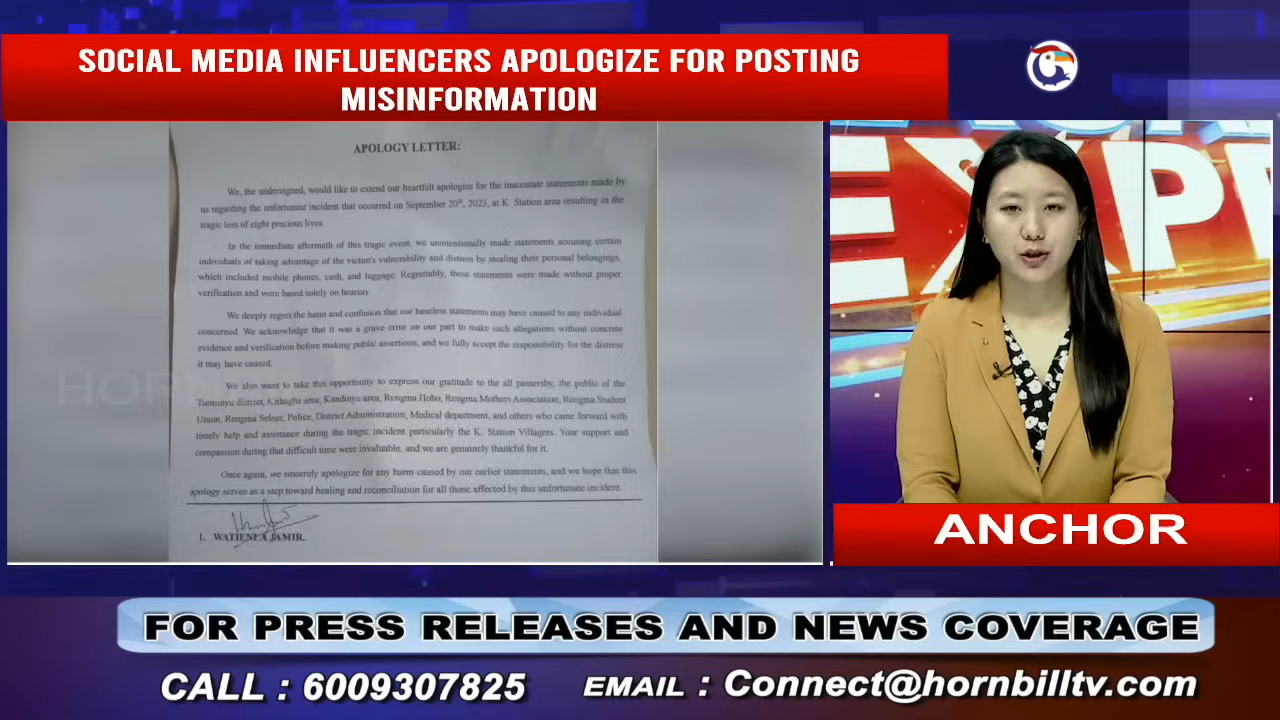 SOCIAL MEDIA INFLUENCERS APOLOGIZE FOR POSTING
MISINFORMATION
APOLOGY LETTER:
We, the undersigned, would like to extend our heartfelt apologies for the inaccurate statements made by
us regarding the unfortunate incident that occurred on September 20th, 2023, at K. Station area resulting in the
tragic loss of eight precious lives.
In the immediate aftermath of this tragic event, we unintentionally made statements accusing certain
individuals of taking advantage of the victim's vulnerability and distress by stealing their personal belongings,
which included mobile phones, cash, and luggage. Regrettably, these statements were made without proper
verification and were based solely on hearsay.
We deeply regret the harm and confusion that our baseless statements may have caused to any individual
concerned. We acknowledge that it was a grave error on our part to make such allegations without concrete
evidence and verification before making public assertions, and we fully accept the responsibility for the distress
it may have caused.
We also want to take this opportunity to express our gratitude to the all passersby, the public of the
Tseminyu district, Kithagha area, Kandinyu area, Rengma Hoho, Rengma Mothers Association, Rengma Student
Union, Rengma Selozi, Police, District Administration, Medical department, and others who came forward with
timely help and assistance during the tragic incident particularly the K. Station Villagers. Your support and
compassion during that difficult time were invaluable, and we are genuinely thankful for it.
Once again, we sincerely apologize for any harm caused by our earlier statements, and we hope that this
apology serves as a step toward healing and reconciliation for all those affected by this unfortunate incident.
1. WATIENLA JAMIR.
HORN
EXP
ANCHOR
FOR PRESS RELEASES AND NEWS COVERAGE
CALL : 6009307825
EMAIL : Connect@hornbilltv.com